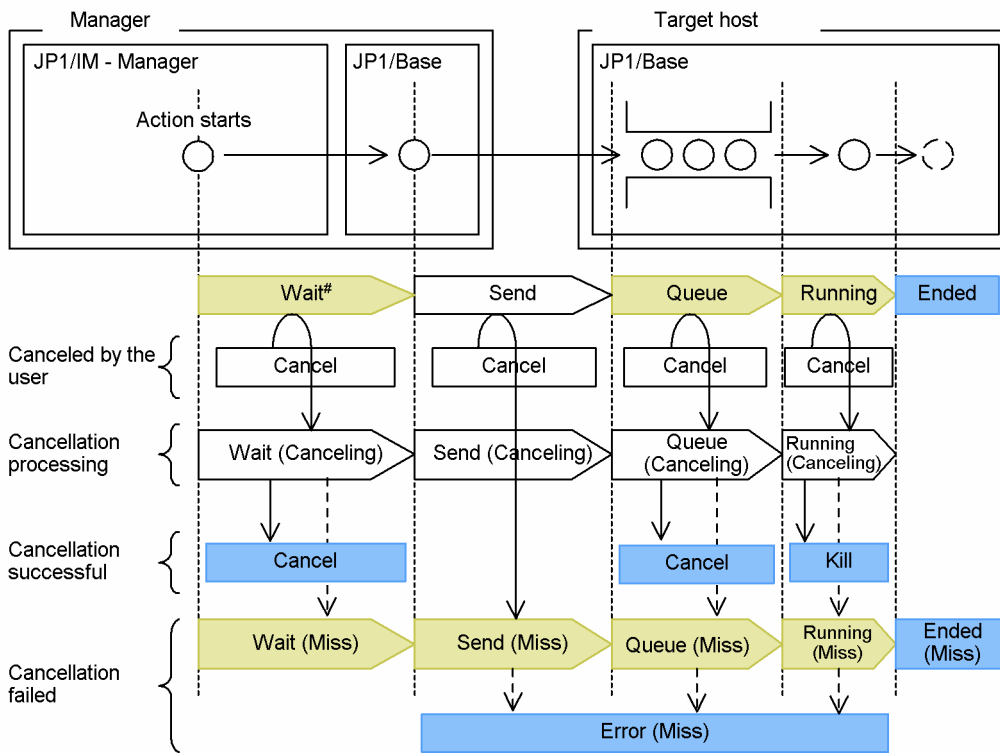 Manager
Target host
JP1/IM - Manager
JP1/Base
JP1/Base
Action starts
Wait#
Send
Queue
Running
Ended
Canceled by the
user
Cancel
Cancel
Cancel
Cancel
Cancellation
processing
Wait (Canceling)
Send (Canceling)
Queue
(Canceling)
Running
(Canceling)
Cancellation
successful
Cancel
Cancel
Kill
Cancellation
failed
Wait (Miss)
Send (Miss)
Queue (Miss)
Running
(Miss)
Ended
(Miss)
Error (Miss)